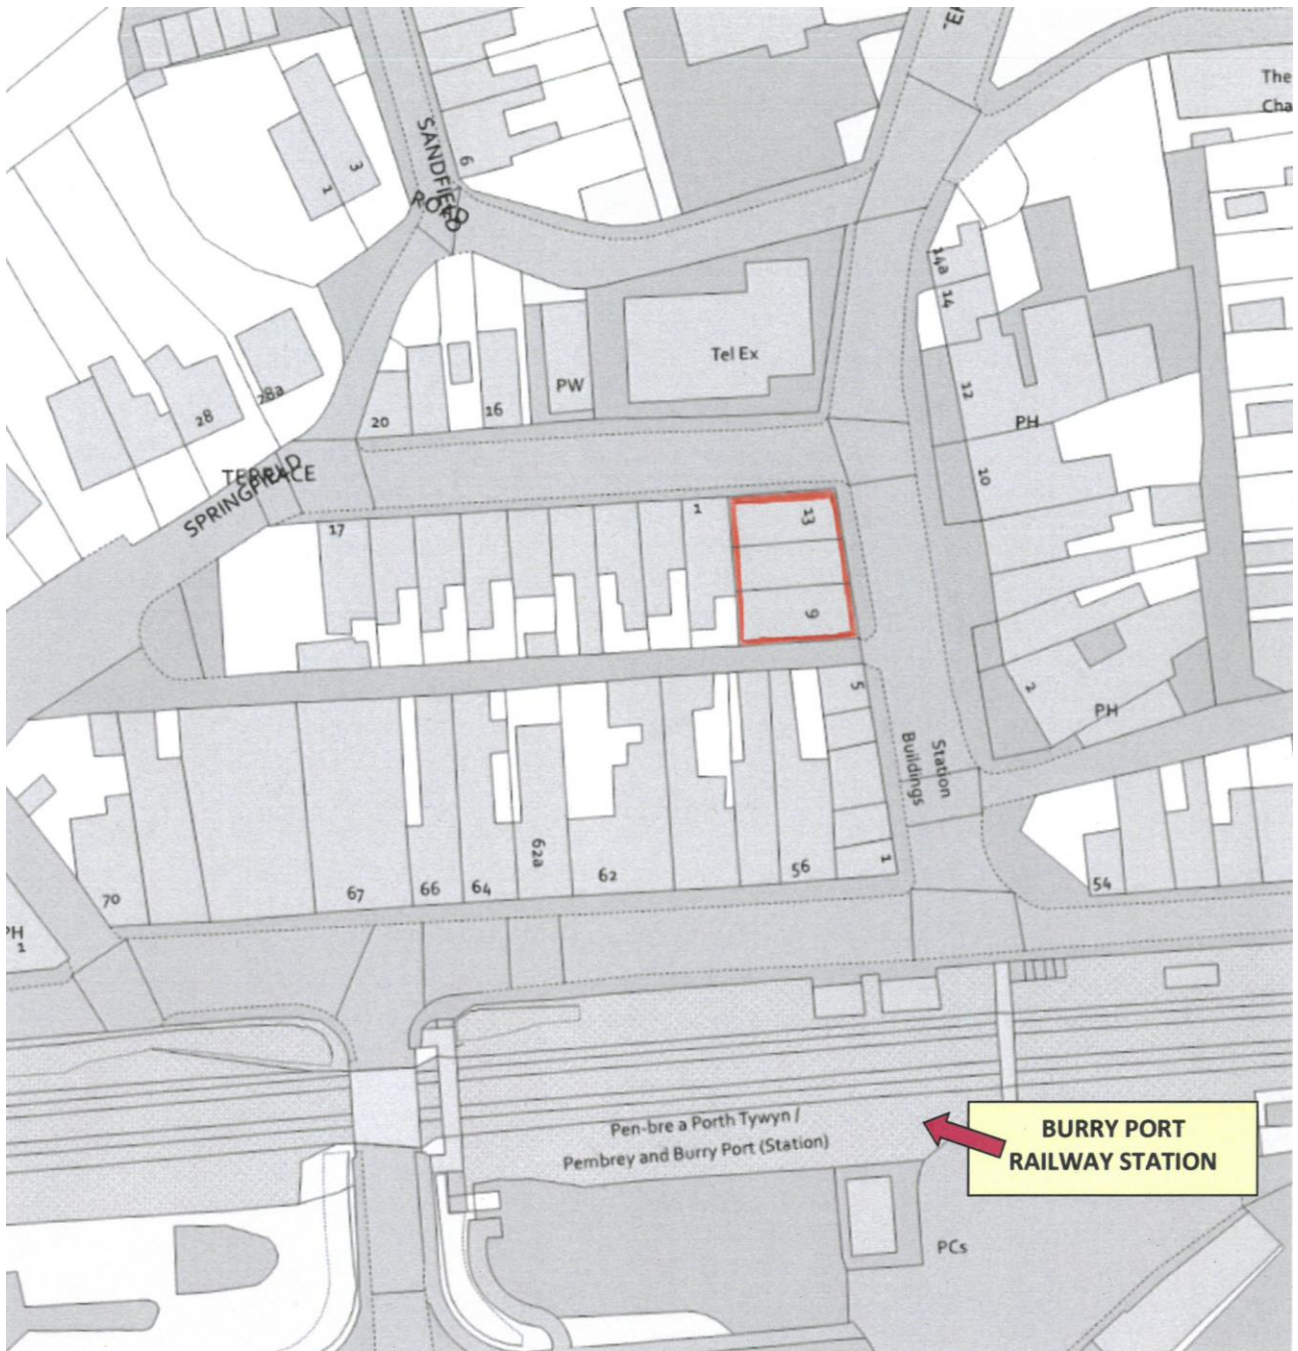 The
Cha
SANDFIELD
ROAD
6
3
1
14a
14
Tel Ex
PW
28a
28
20
16
12
PH
10
TERRACE
SPRINGFIELD
17
1
13
9
2
PH
5
Station
Buildings
1
56
62
62a
64
66
67
70
54
PH
1
Pen-bre a Porth Tywyn /
Pembrey and Burry Port (Station)
BURRY PORT
RAILWAY STATION
PCs